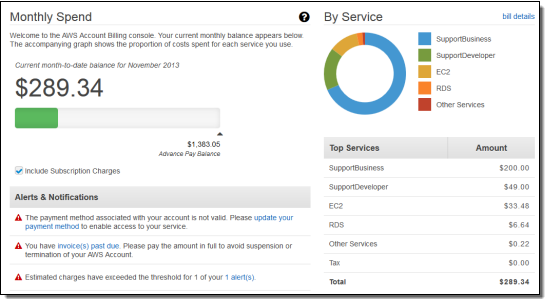 Monthly Spend
Welcome to the AWS Account Billing console. Your current monthly balance appears below.
The accompanying graph shows the proportion of costs spent for each service you use.
Current month-to-date balance for November 2013
$289.34
$1,383.05
Advance Pay Balance
Include Subscription Charges
Alerts & Notifications
The payment method associated with your account is not valid. Please update your
payment method to enable access to your service.
You have invoice(s) past due. Please pay the amount in full to avoid suspension or
termination of your AWS Account.
Estimated charges have exceeded the threshold for 1 of your 1 alert(s).
By Service
bill details
SupportBusiness
SupportDeveloper
EC2
RDS
Other Services
Top Services Amount
SupportBusiness $200.00
SupportDeveloper $49.00
EC2 $33.48
RDS $6.64
Other Services $0.22
Tax $0.00
Total $289.34